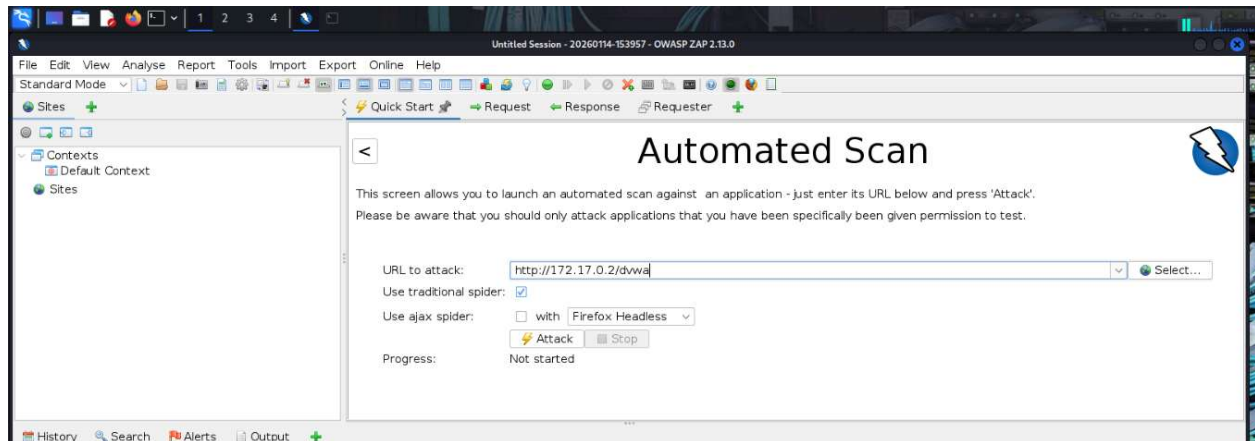 1 2 3 4
Untitled Session - 20260114-153957 - OWASP ZAP 2.13.0
File Edit View Analyse Report Tools Import Export Online Help
Standard Mode
Sites
Quick Start Request Response Requester
<
Automated Scan
Contexts
Default Context
Sites
This screen allows you to launch an automated scan against an application - just enter its URL below and press 'Attack'.
Please be aware that you should only attack applications that you have been specifically been given permission to test.
URL to attack: http://172.17.0.2/dvwa Select...
Use traditional spider:
Use ajax spider: with Firefox Headless
Attack Stop
Progress: Not started
History Search Alerts Output